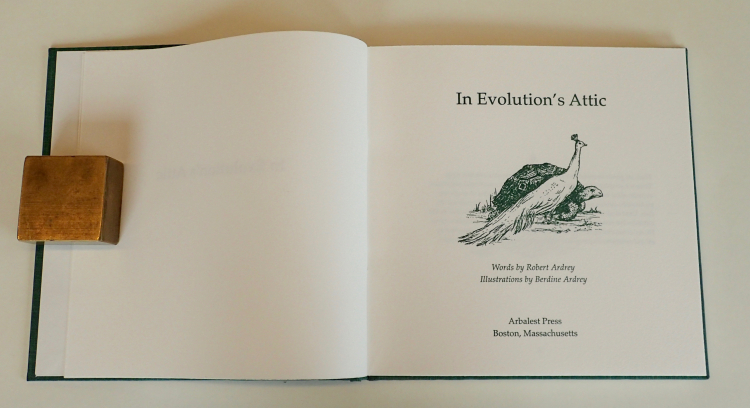 In Evolution's Attic
Words by Robert Ardrey
Illustrations by Berdine Ardrey
Arbalest Press
Boston, Massachusetts